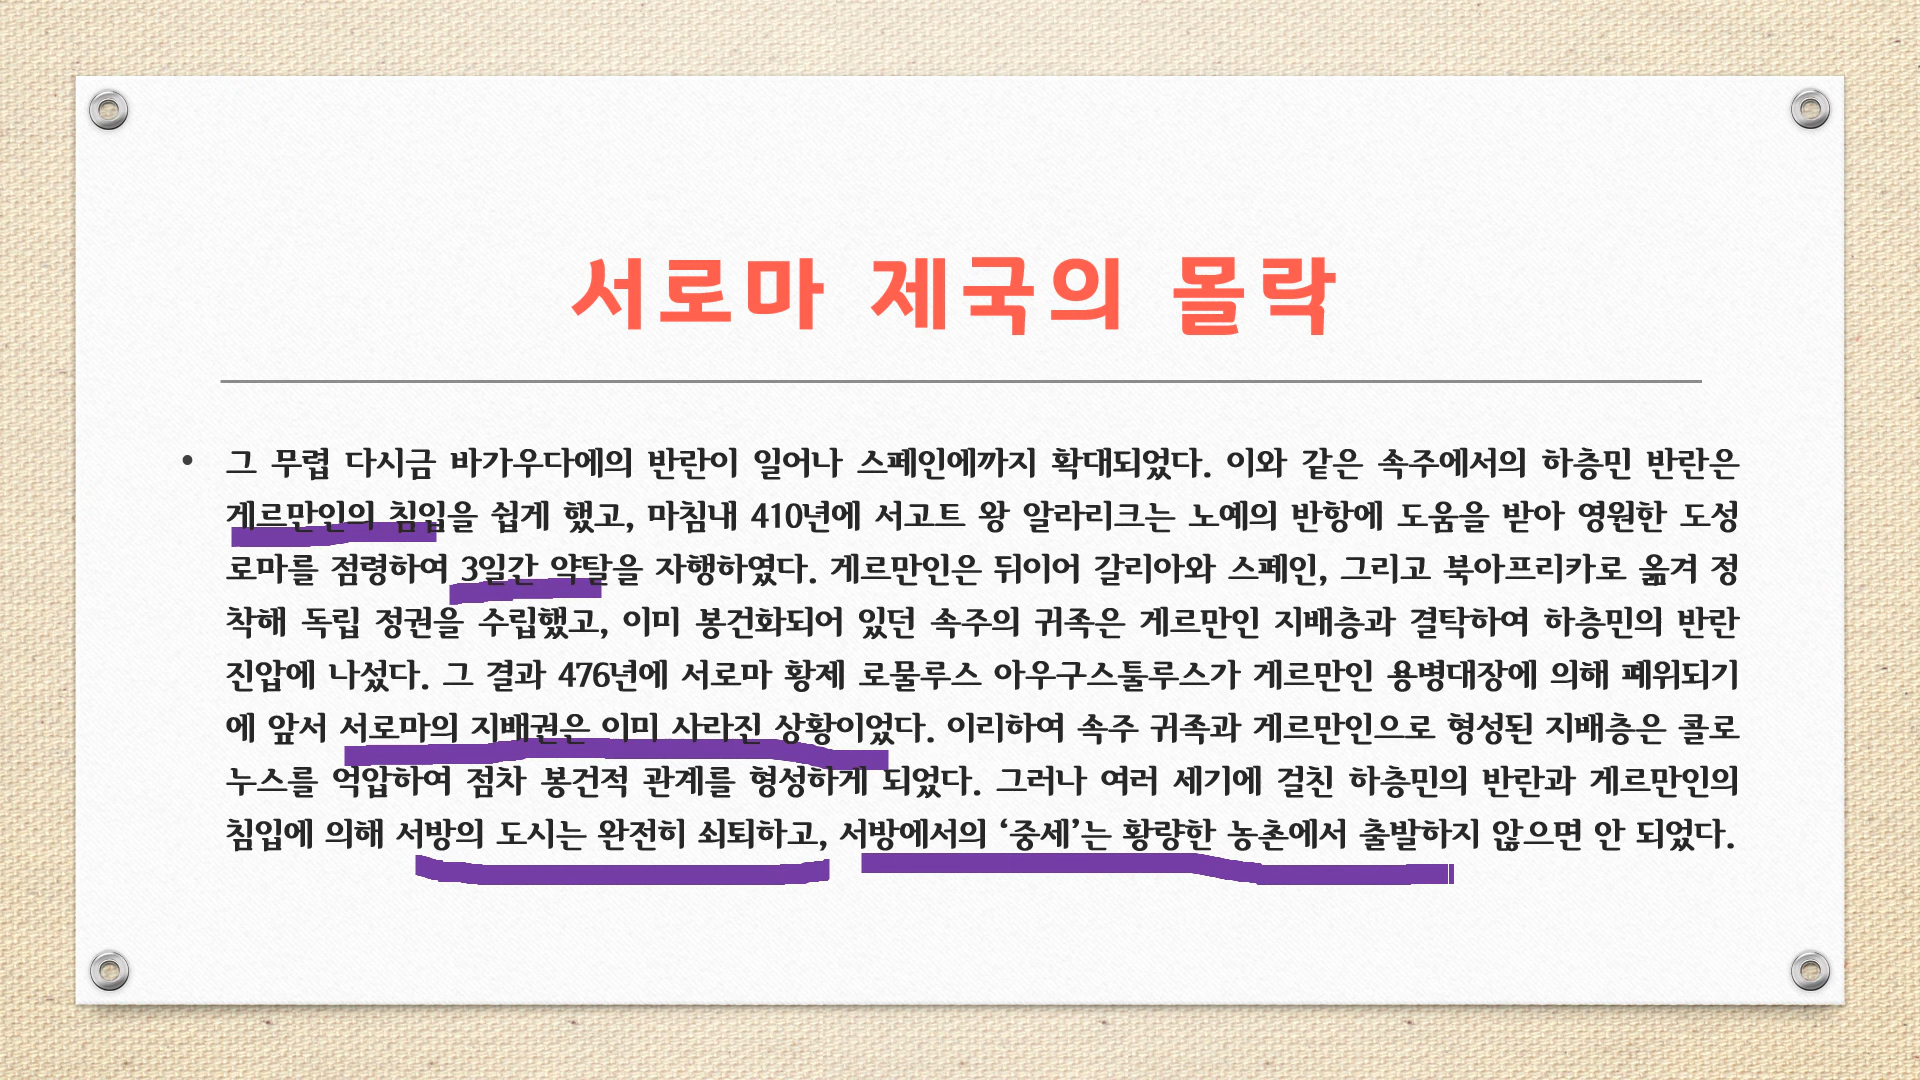 서로마 제국의 몰락
• 그 무렵 다시금 바가우다에의 반란이 일어나 스페인에까지 확대되었다. 이와 같은 속주에서의 하층민 반란은
게르만인의 침입을 쉽게 했고, 마침내 410년에 서고트 왕 알라리크는 노예의 반항에 도움을 받아 영원한 도성
로마를 점령하여 3일간 약탈을 자행하였다. 게르만인은 뒤이어 갈리아와 스페인, 그리고 북아프리카로 옮겨 정
착해 독립 정권을 수립했고, 이미 봉건화되어 있던 속주의 귀족은 게르만인 지배층과 결탁하여 하층민의 반란
진압에 나섰다. 그 결과 476년에 서로마 황제 로물루스 아우구스툴루스가 게르만인 용병대장에 의해 폐위되기
에 앞서 서로마의 지배권은 이미 사라진 상황이었다. 이리하여 속주 귀족과 게르만인으로 형성된 지배층은 콜로
누스를 억압하여 점차 봉건적 관계를 형성하게 되었다. 그러나 여러 세기에 걸친 하층민의 반란과 게르만인의
침입에 의해 서방의 도시는 완전히 쇠퇴하고, 서방에서의 ‘중세’는 황량한 농촌에서 출발하지 않으면 안 되었다.